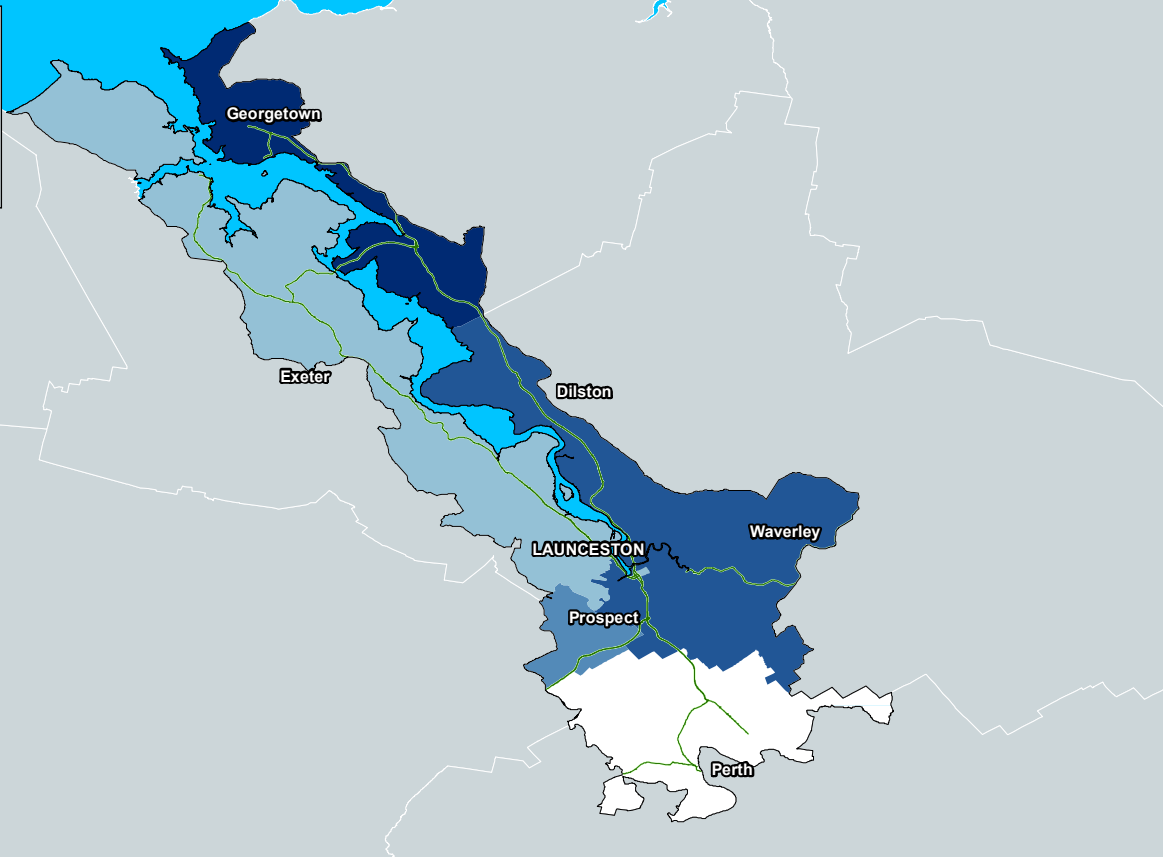 Georgetown
Exeter
Dilston
Waverley
LAUNCESTON
Prospect
Perth